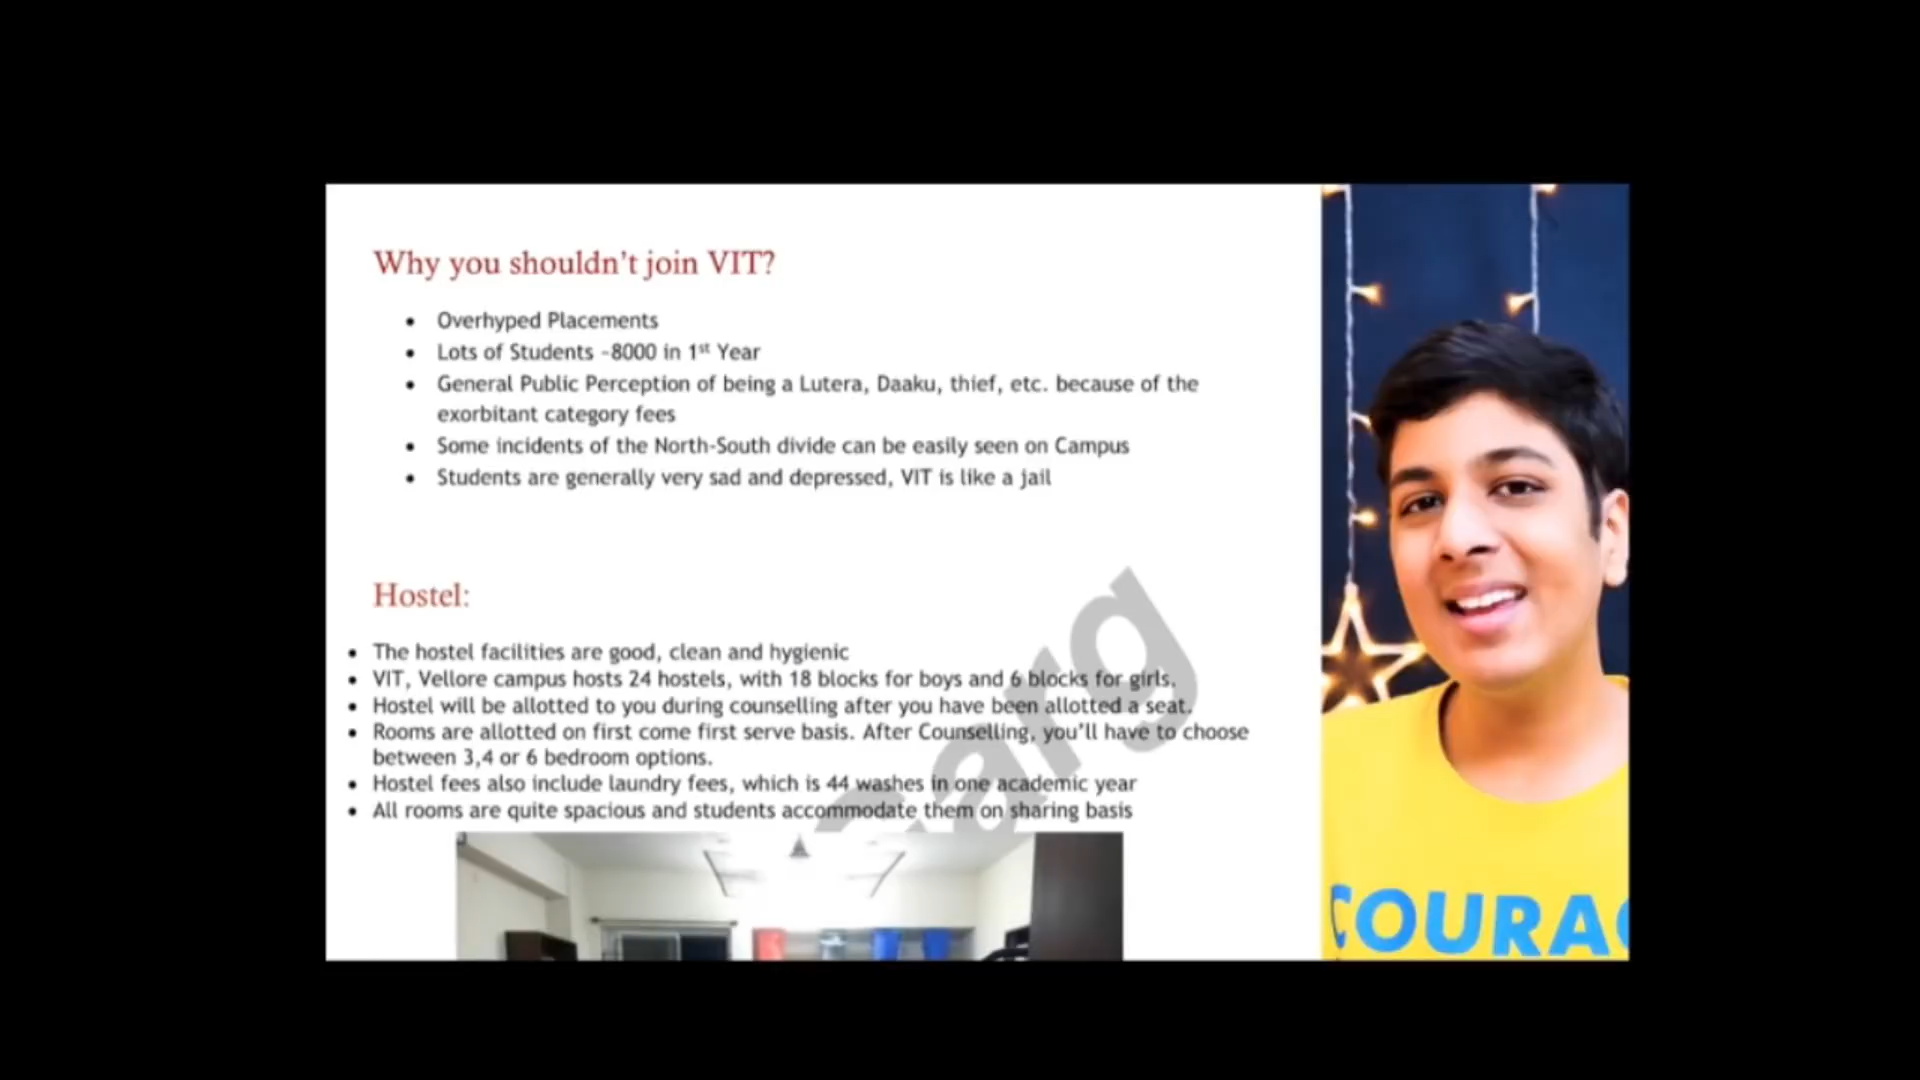 Why you shouldn't join VIT?
• Overhyped Placements
• Lots of Students ~8000 in 1st Year
• General Public Perception of being a Lutera, Daaku, thief, etc. because of the
exorbitant category fees
• Some incidents of the North-South divide can be easily seen on Campus
• Students are generally very sad and depressed, VIT is like a jail
Hostel:
• The hostel facilities are good, clean and hygienic
• VIT, Vellore campus hosts 24 hostels, with 18 blocks for boys and 6 blocks for girls.
• Hostel will be allotted to you during counselling after you have been allotted a seat.
• Rooms are allotted on first come first serve basis. After Counselling, you'll have to choose
between 3,4 or 6 bedroom options.
• Hostel fees also include laundry fees, which is 44 washes in one academic year
• All rooms are quite spacious and students accommodate them on sharing basis
Garg
COURA